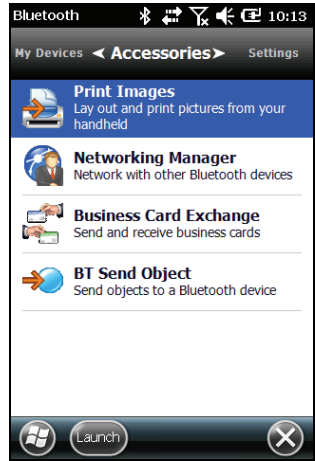 Bluetooth 10:13
My Devices Accessories Settings
Print Images
Lay out and print pictures from your
handheld
Networking Manager
Network with other Bluetooth devices
Business Card Exchange
Send and receive business cards
BT Send Object
Send objects to a Bluetooth device
Launch